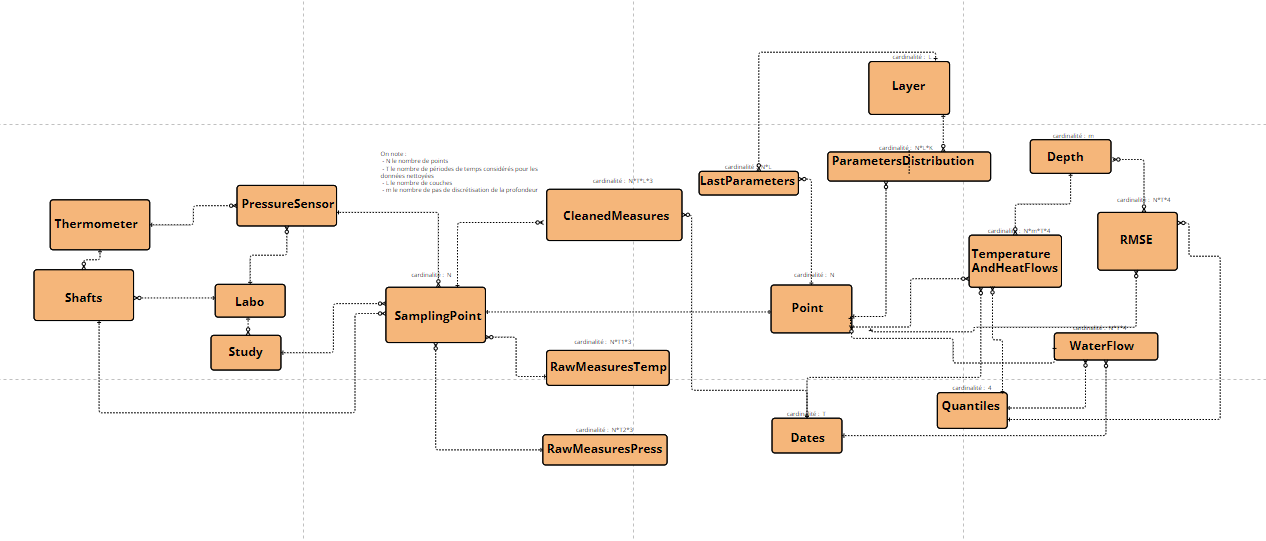 cardinalité : L
Layer
cardinalité : m
Depth
On note :
- N le nombre de points
- T le nombre de périodes de temps considérés pour les
données nettoyées
- L le nombre de couches
- m le nombre de pas de discrétisation de la profondeur
cardinalité : N*L*K
ParametersDistribution
cardinalité : N*L
LastParameters
cardinalité : N*T*L*3
CleanedMeasures
PressureSensor
Thermometer
cardinalité : N*T*4
RMSE
cardinalité : N*m*T*4
Temperature
AndHeatFlows
Shafts
Labo
cardinalité : N
SamplingPoint
cardinalité : N
Point
Study
cardinalité : N*T1*3
RawMeasuresTemp
cardinalité : N*T*4
WaterFlow
cardinalité : 4
Quantiles
cardinalité : N*T2*3
RawMeasuresPress
cardinalité : T
Dates